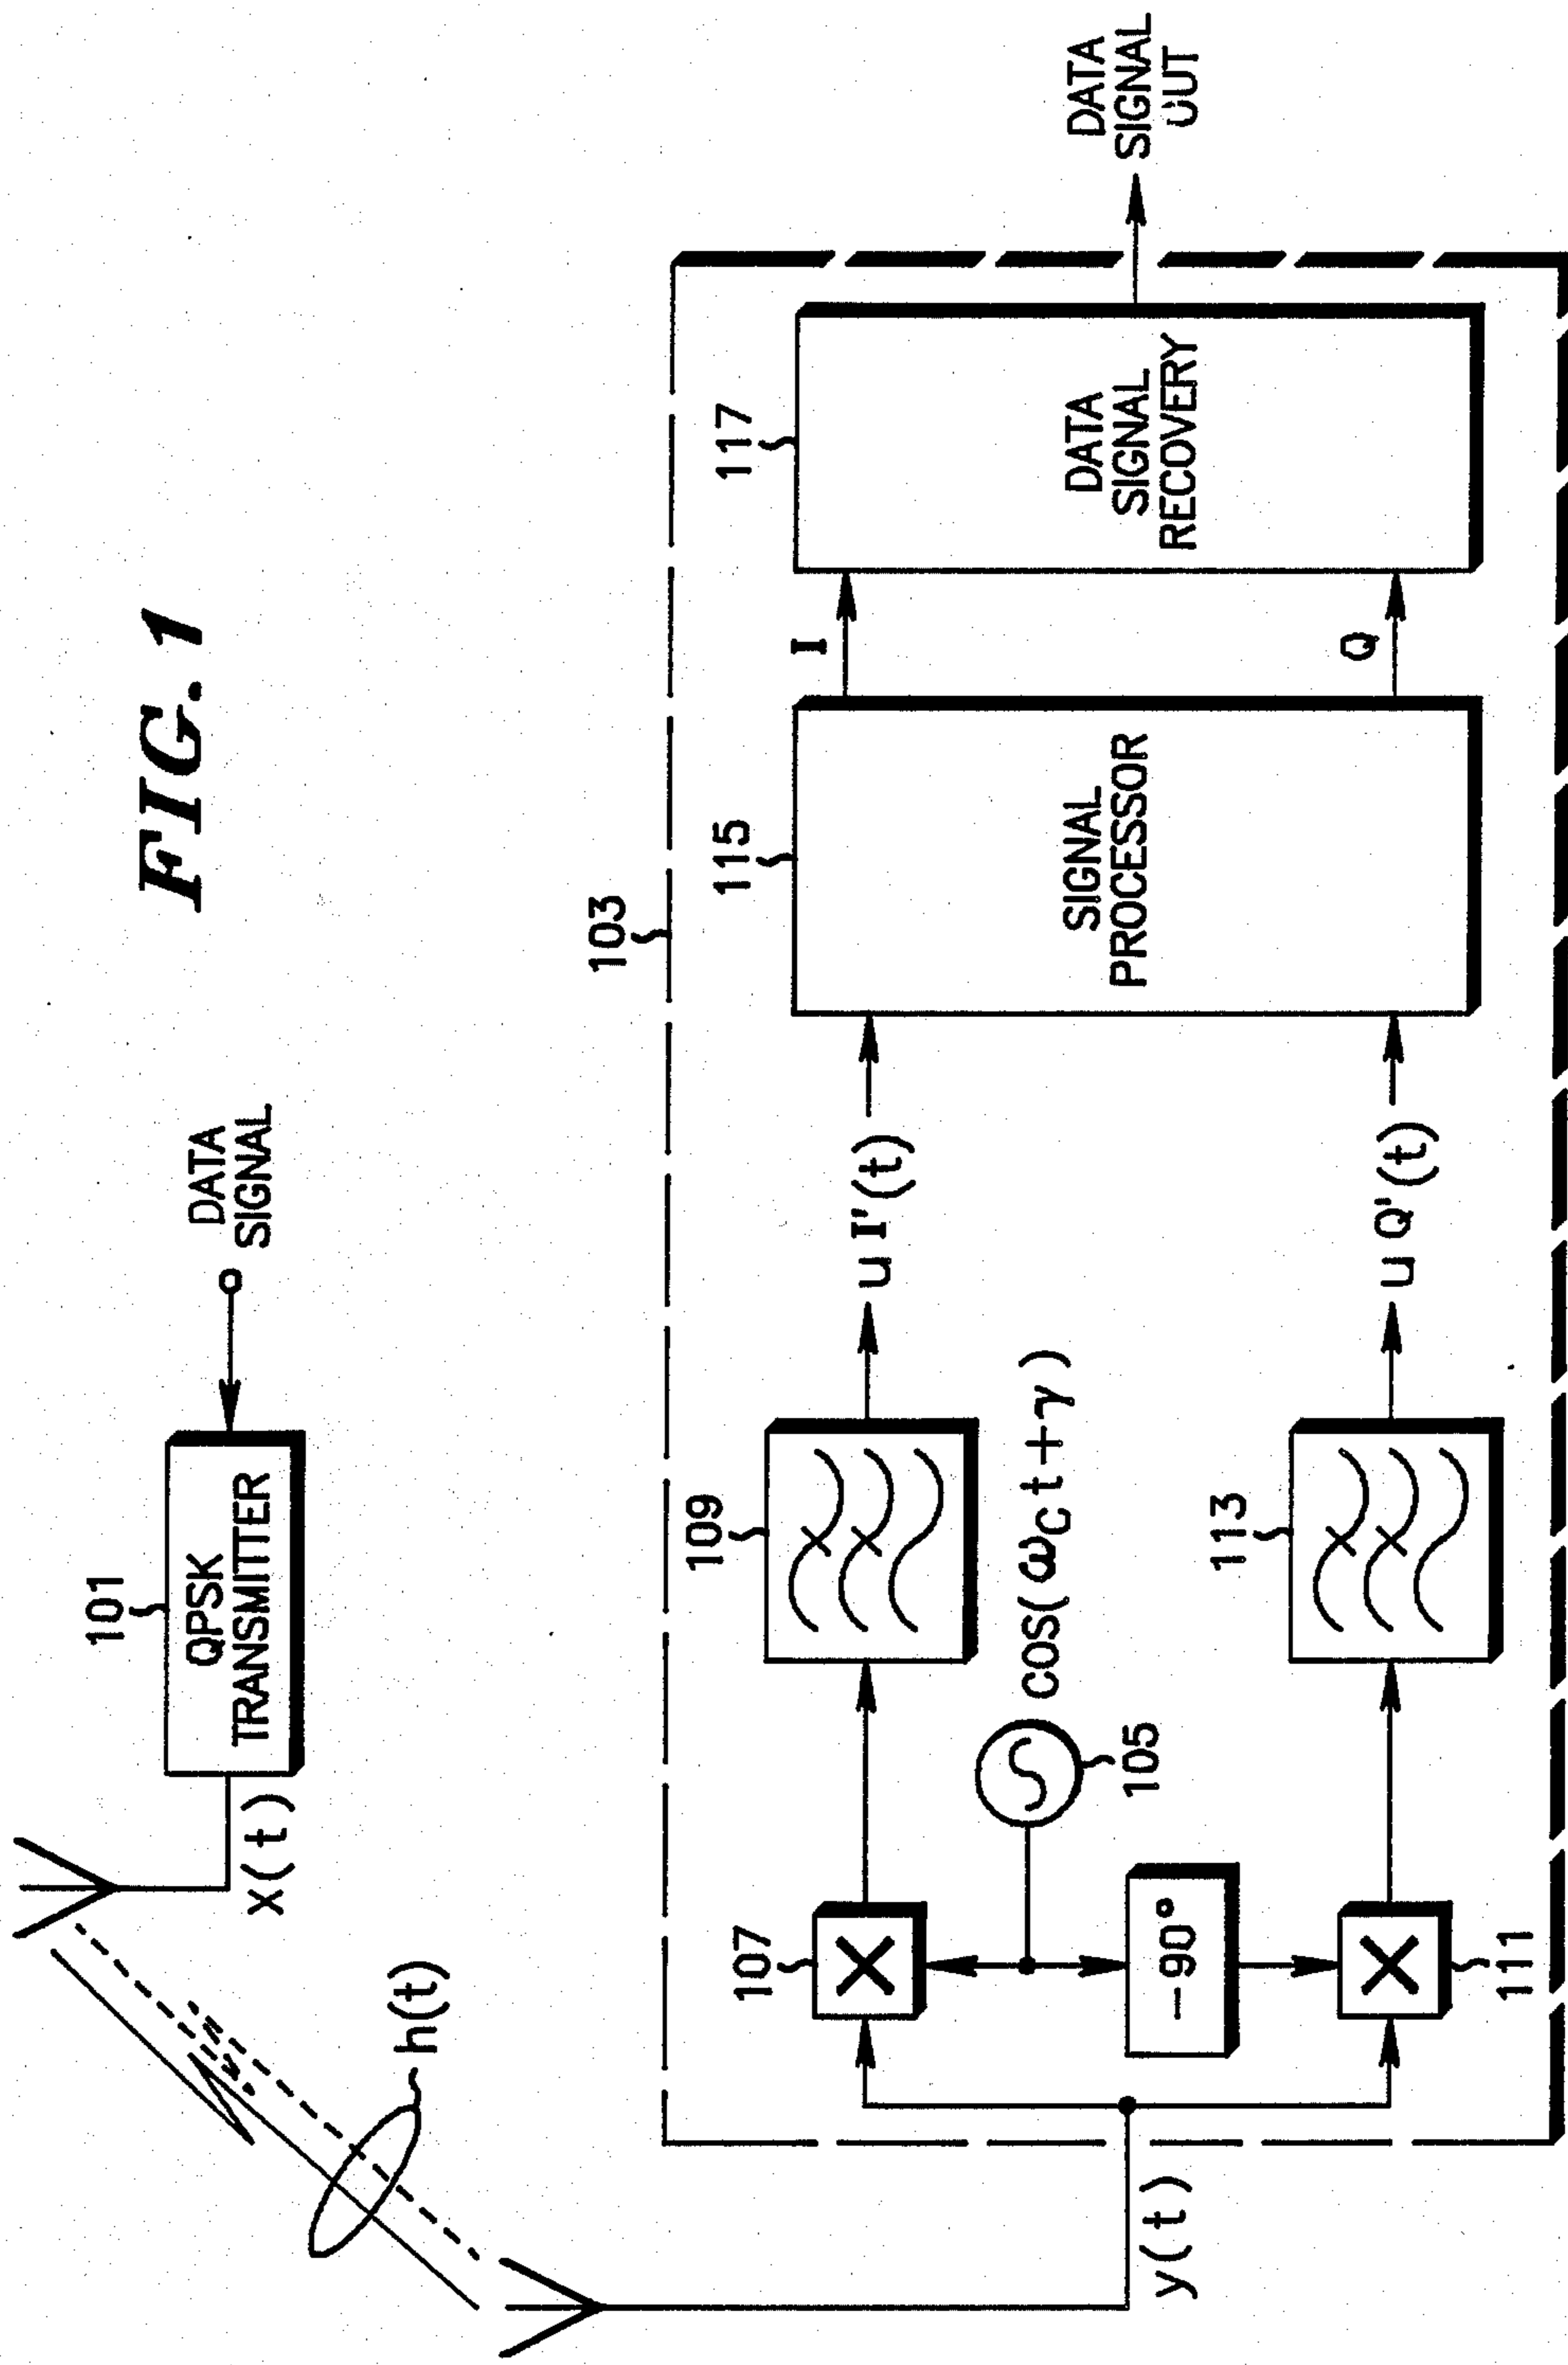 FIG. 1
101
QPSK
TRANSMITTER
DATA
SIGNAL
x(t)
h(t)
103
y(t)
107
109
u I'(t)
115
SIGNAL
PROCESSOR
I
Q
117
DATA
SIGNAL
RECOVERY
DATA
SIGNAL
OUT
COS(ωCt+γ)
105
-90°
111
113
u Q'(t)